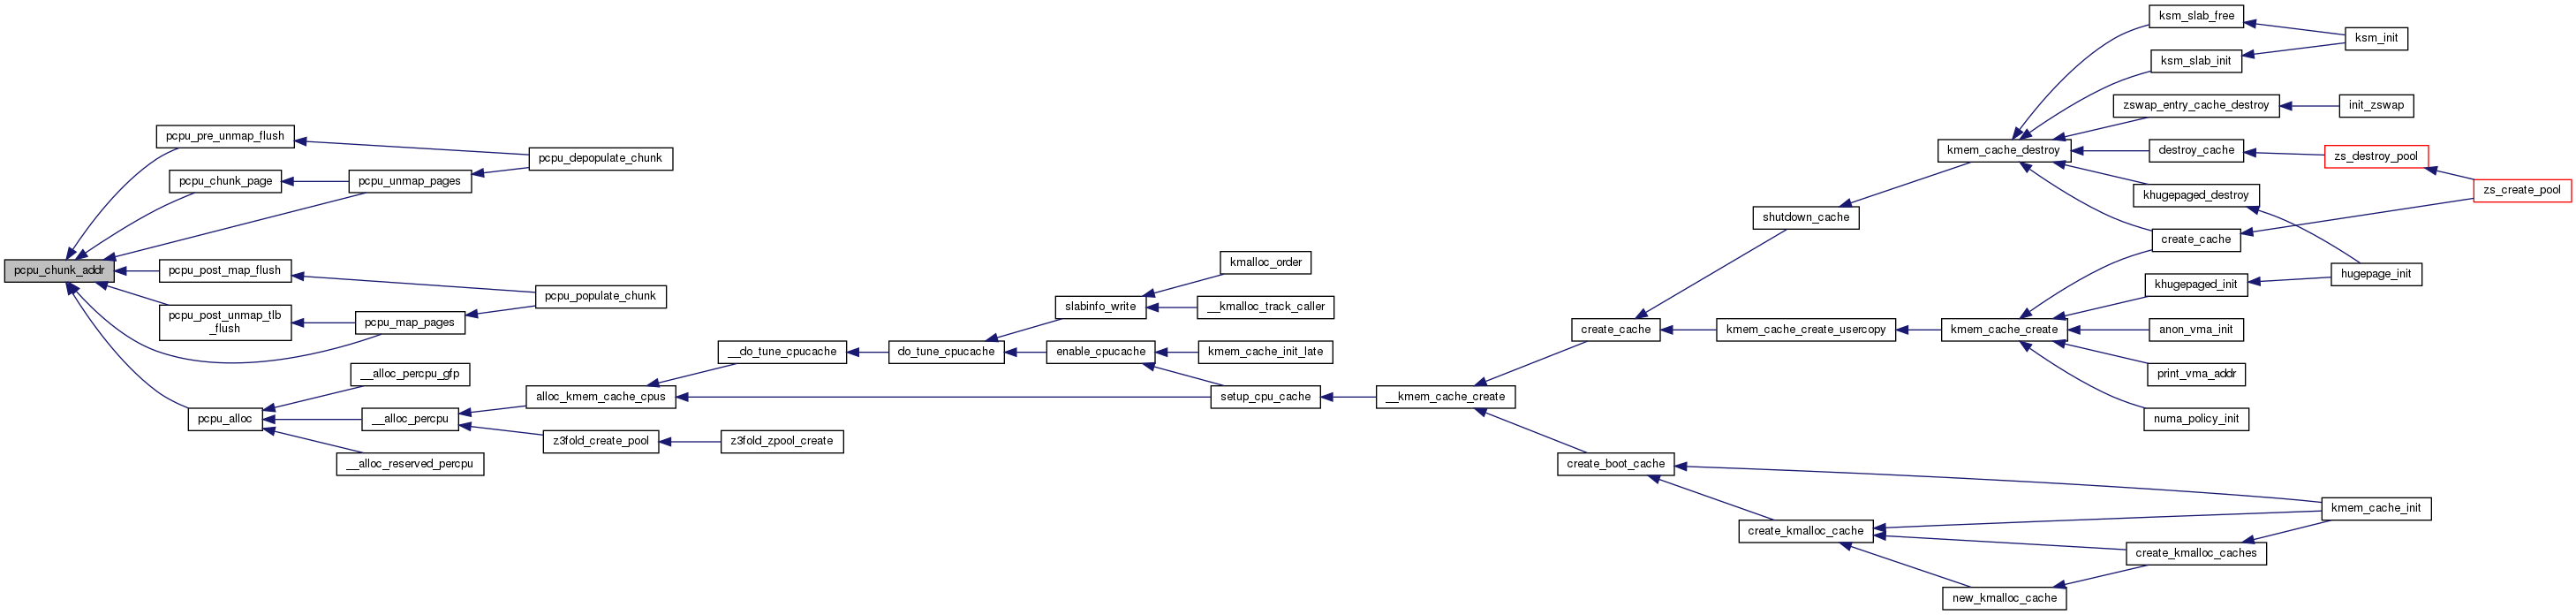 pcpu_chunk_addr
pcpu_pre_unmap_flush
pcpu_chunk_page
pcpu_unmap_pages
pcpu_depopulate_chunk
pcpu_post_map_flush
pcpu_post_unmap_tlb
_flush
pcpu_map_pages
pcpu_populate_chunk
pcpu_alloc
__alloc_percpu_gfp
__alloc_percpu
__alloc_reserved_percpu
alloc_kmem_cache_cpus
z3fold_create_pool
z3fold_zpool_create
__do_tune_cpucache
do_tune_cpucache
slabinfo_write
enable_cpucache
kmalloc_order
__kmalloc_track_caller
kmem_cache_init_late
setup_cpu_cache
__kmem_cache_create
create_cache
create_boot_cache
shutdown_cache
kmem_cache_create_usercopy
create_kmalloc_cache
kmem_cache_destroy
kmem_cache_create
new_kmalloc_cache
ksm_slab_free
ksm_slab_init
zswap_entry_cache_destroy
destroy_cache
khugepaged_destroy
create_cache
khugepaged_init
anon_vma_init
print_vma_addr
numa_policy_init
create_kmalloc_caches
ksm_init
init_zswap
zs_destroy_pool
zs_create_pool
hugepage_init
kmem_cache_init